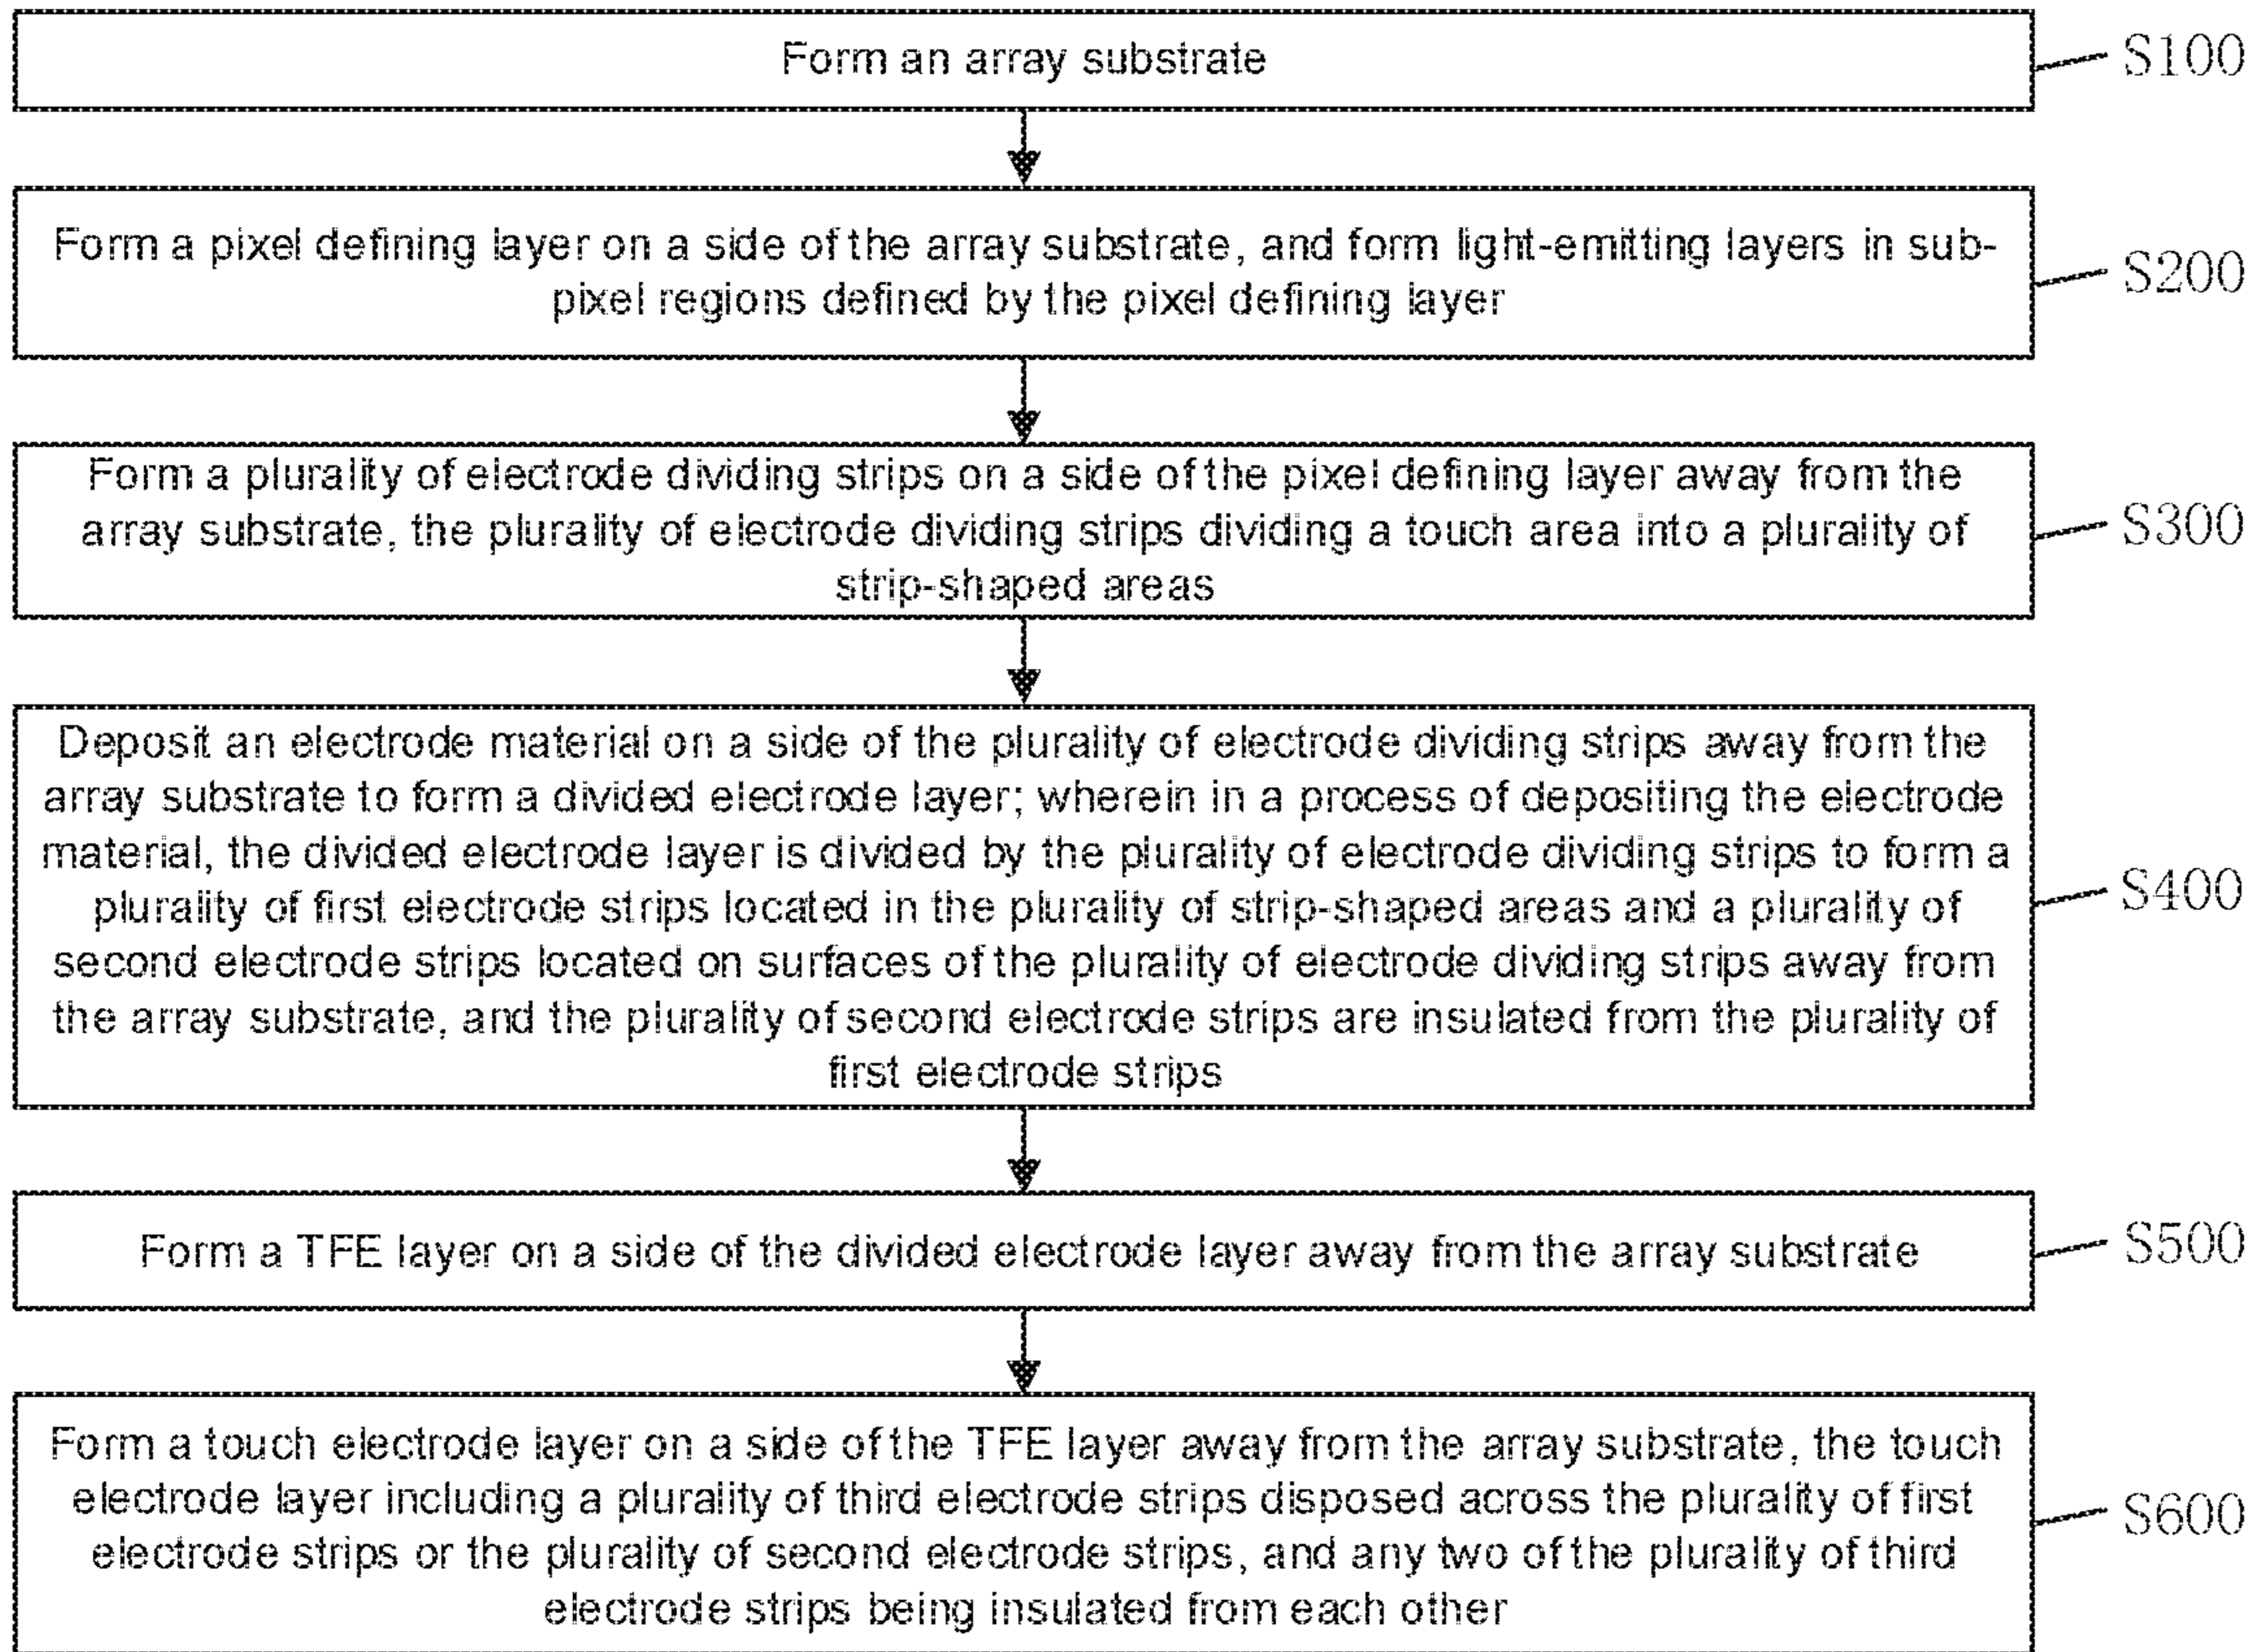 Form an array substrate
S100
Form a pixel defining layer on a side of the array substrate, and form light-emitting layers in sub-
pixel regions defined by the pixel defining layer
S200
Form a plurality of electrode dividing strips on a side of the pixel defining layer away from the
array substrate, the plurality of electrode dividing strips dividing a touch area into a plurality of
strip-shaped areas
S300
Deposit an electrode material on a side of the plurality of electrode dividing strips away from the
array substrate to form a divided electrode layer; wherein in a process of depositing the electrode
material, the divided electrode layer is divided by the plurality of electrode dividing strips to form a
plurality of first electrode strips located in the plurality of strip-shaped areas and a plurality of
second electrode strips located on surfaces of the plurality of electrode dividing strips away from
the array substrate, and the plurality of second electrode strips are insulated from the plurality of
first electrode strips
S400
Form a TFE layer on a side of the divided electrode layer away from the array substrate
S500
Form a touch electrode layer on a side of the TFE layer away from the array substrate, the touch
electrode layer including a plurality of third electrode strips disposed across the plurality of first
electrode strips or the plurality of second electrode strips, and any two of the plurality of third
electrode strips being insulated from each other
S600